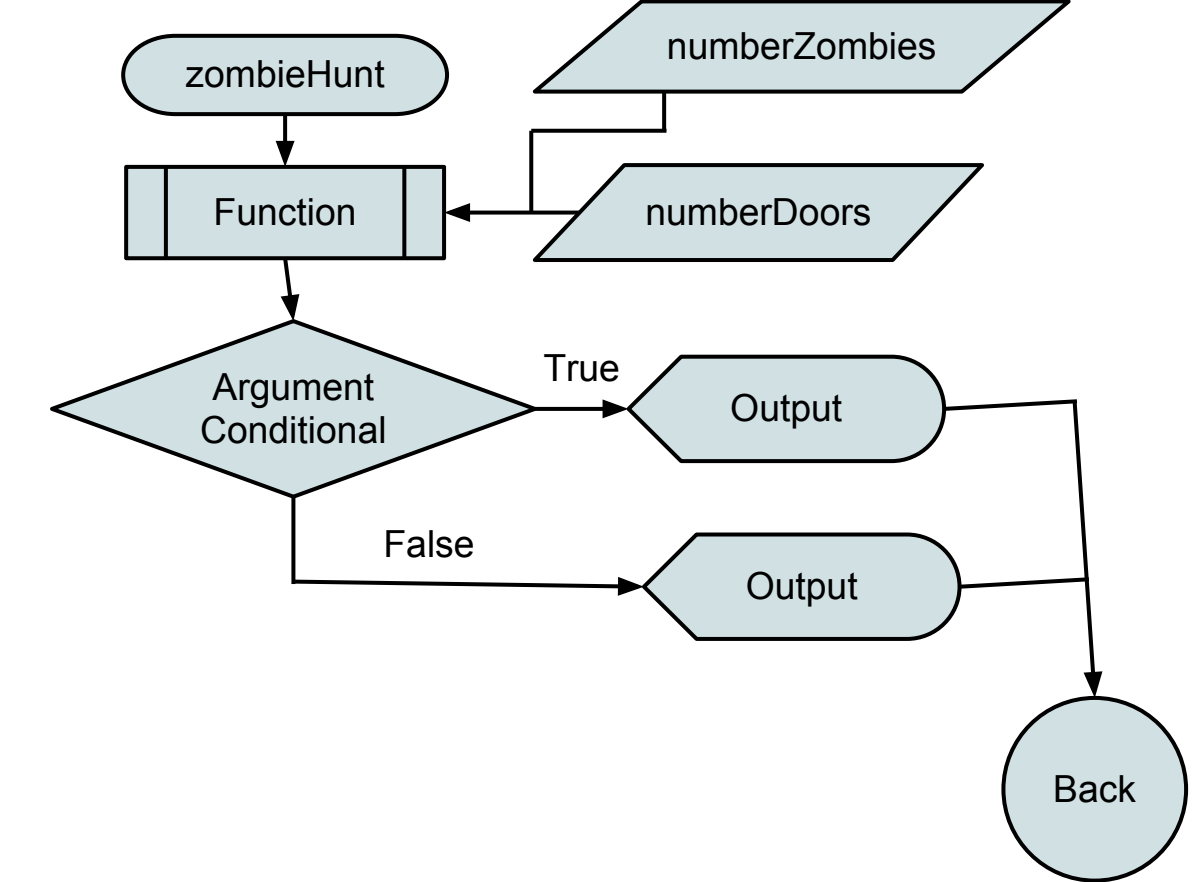 zombieHunt
numberZombies
Function
numberDoors
Argument
Conditional
True
Output
False
Output
Back